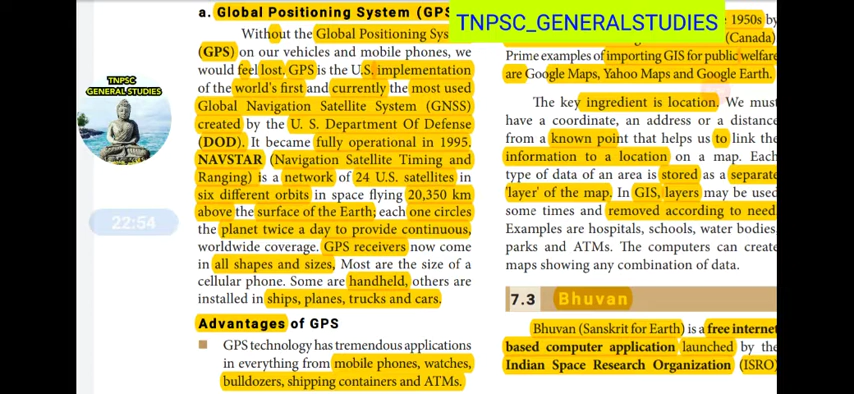 a. Global Positioning System (GPS
Without the Global Positioning Sys
(GPS) on our vehicles and mobile phones, we
would feel lost. GPS is the U.S. implementation
of the world's first and currently the most used
Global Navigation Satellite System (GNSS)
created by the U. S. Department Of Defense
(DOD). It became fully operational in 1995.
NAVSTAR (Navigation Satellite Timing and
Ranging) is a network of 24 U.S. satellites in
six different orbits in space flying 20,350 km
above the surface of the Earth; each one circles
the planet twice a day to provide continuous,
worldwide coverage. GPS receivers now come
in all shapes and sizes, Most are the size of a
cellular phone. Some are handheld, others are
installed in ships, planes, trucks and cars.
Advantages of GPS
GPS technology has tremendous applications
in everything from mobile phones, watches,
bulldozers, shipping containers and ATMs.
TNPSC_GENERALSTUDIES
1950s by
(Canada)
Prime examples of importing GIS for public welfare
are Google Maps, Yahoo Maps and Google Earth.
The key ingredient is location. We must
have a coordinate, an address or a distance
from a known point that helps us to link the
information to a location on a map. Each
type of data of an area is stored as a separate
'layer' of the map. In GIS, layers may be used
some times and removed according to need.
Examples are hospitals, schools, water bodies,
parks and ATMs. The computers can create
maps showing any combination of data.
7.3 Bhuvan
Bhuvan (Sanskrit for Earth) is a free internet
based computer application launched by the
Indian Space Research Organization (ISRO)
TNPSC
GENERAL STUDIES
22:54